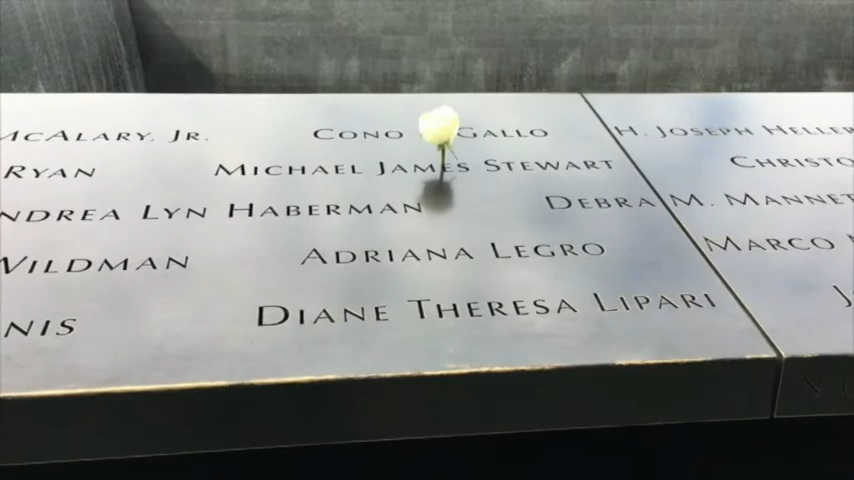 McAlary, Jr. Cono Gallo H. Joseph Heller
Ryan Michael James Stewart Christo
ndrea Lyn Haberman Debra M. Mannet
Wildman Adriana Legro Marco
nis Diane Theresa Lipari J